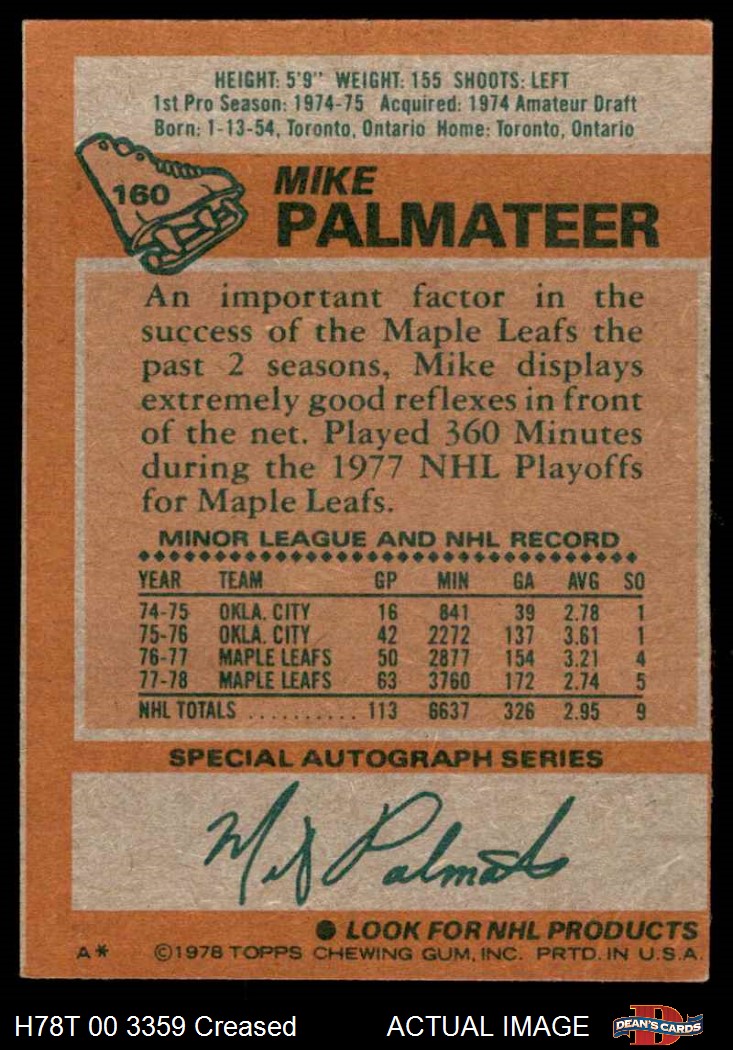 HEIGHT: 5'9" WEIGHT: 155 SHOOTS: LEFT
1st Pro Season: 1974-75 Acquired: 1974 Amateur Draft
Born: 1-13-54, Toronto, Ontario Home: Toronto, Ontario
160
MIKE
PALMATEER
An important factor in the
success of the Maple Leafs the
past 2 seasons, Mike displays
extremely good reflexes in front
of the net. Played 360 Minutes
during the 1977 NHL Playoffs
for Maple Leafs.
MINOR LEAGUE AND NHL RECORD
YEAR TEAM GP MIN GA AVG SO
74-75 OKLA. CITY 16 841 39 2.78 1
75-76 OKLA. CITY 42 2272 137 3.61 1
76-77 MAPLE LEAFS 50 2877 154 3.21 4
77-78 MAPLE LEAFS 63 3760 172 2.74 5
NHL TOTALS .......... 113 6637 326 2.95 9
SPECIAL AUTOGRAPH SERIES
Mike Palmateer
● LOOK FOR NHL PRODUCTS
A* ©1978 TOPPS CHEWING GUM, INC. PRTD. IN U.S.A.
H78T 00 3359 Creased ACTUAL IMAGE DEAN'S CARDS